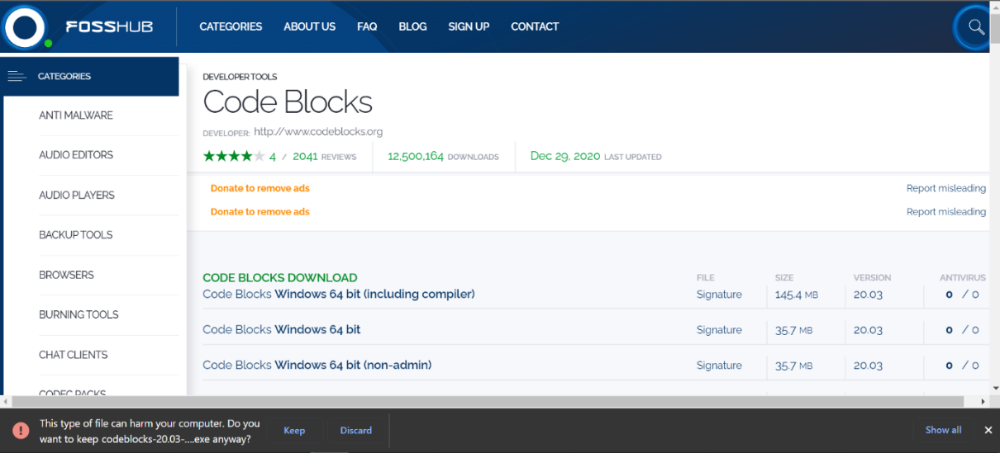 FOSSHUB
CATEGORIES ABOUT US FAQ BLOG SIGN UP CONTACT
CATEGORIES
ANTI MALWARE
AUDIO EDITORS
AUDIO PLAYERS
BACKUP TOOLS
BROWSERS
BURNING TOOLS
CHAT CLIENTS
CODEC PACKS
DEVELOPER TOOLS
Code Blocks
DEVELOPER: http://www.codeblocks.org
4 / 2041 REVIEWS 12,500,164 DOWNLOADS Dec 29, 2020 LAST UPDATED
Donate to remove ads Report misleading
Donate to remove ads Report misleading
CODE BLOCKS DOWNLOAD FILE SIZE VERSION ANTIVIRUS
Code Blocks Windows 64 bit (including compiler) Signature 145.4 MB 20.03 0 / 0
Code Blocks Windows 64 bit Signature 35.7 MB 20.03 0 / 0
Code Blocks Windows 64 bit (non-admin) Signature 35.7 MB 20.03 0 / 0
This type of file can harm your computer. Do you
want to keep codeblocks-20.03-....exe anyway?
Keep Discard Show all